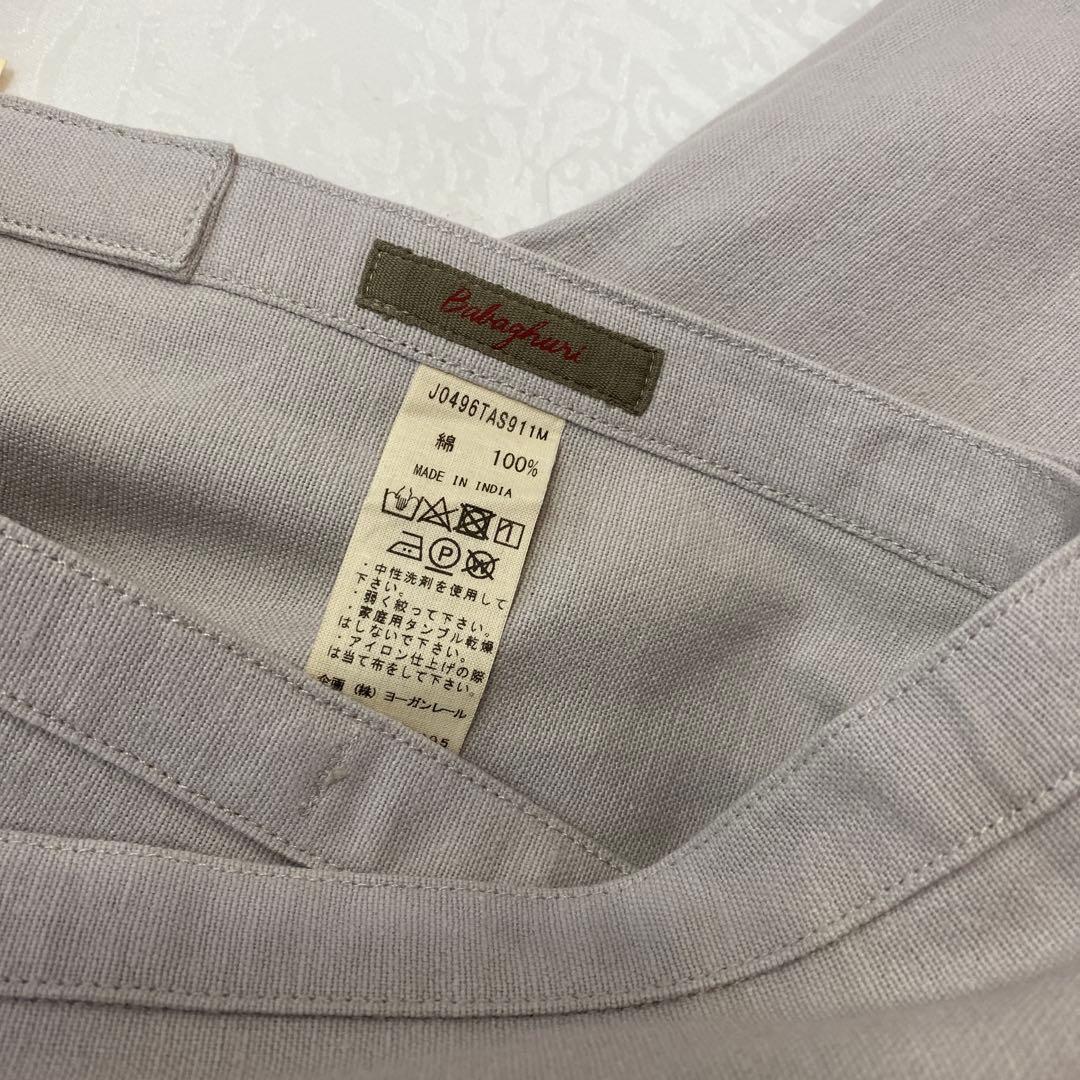 Babaghuri
J0496TAS911M
綿 100%
MADE IN INDIA
P
・中性洗剤を使用して
下さい。
・弱く絞って下さい。
・家庭用タンブル乾燥
はしないで下さい。
・アイロン仕上げの際
は当て布をして下さい。
企画 (株) ヨーガンレール